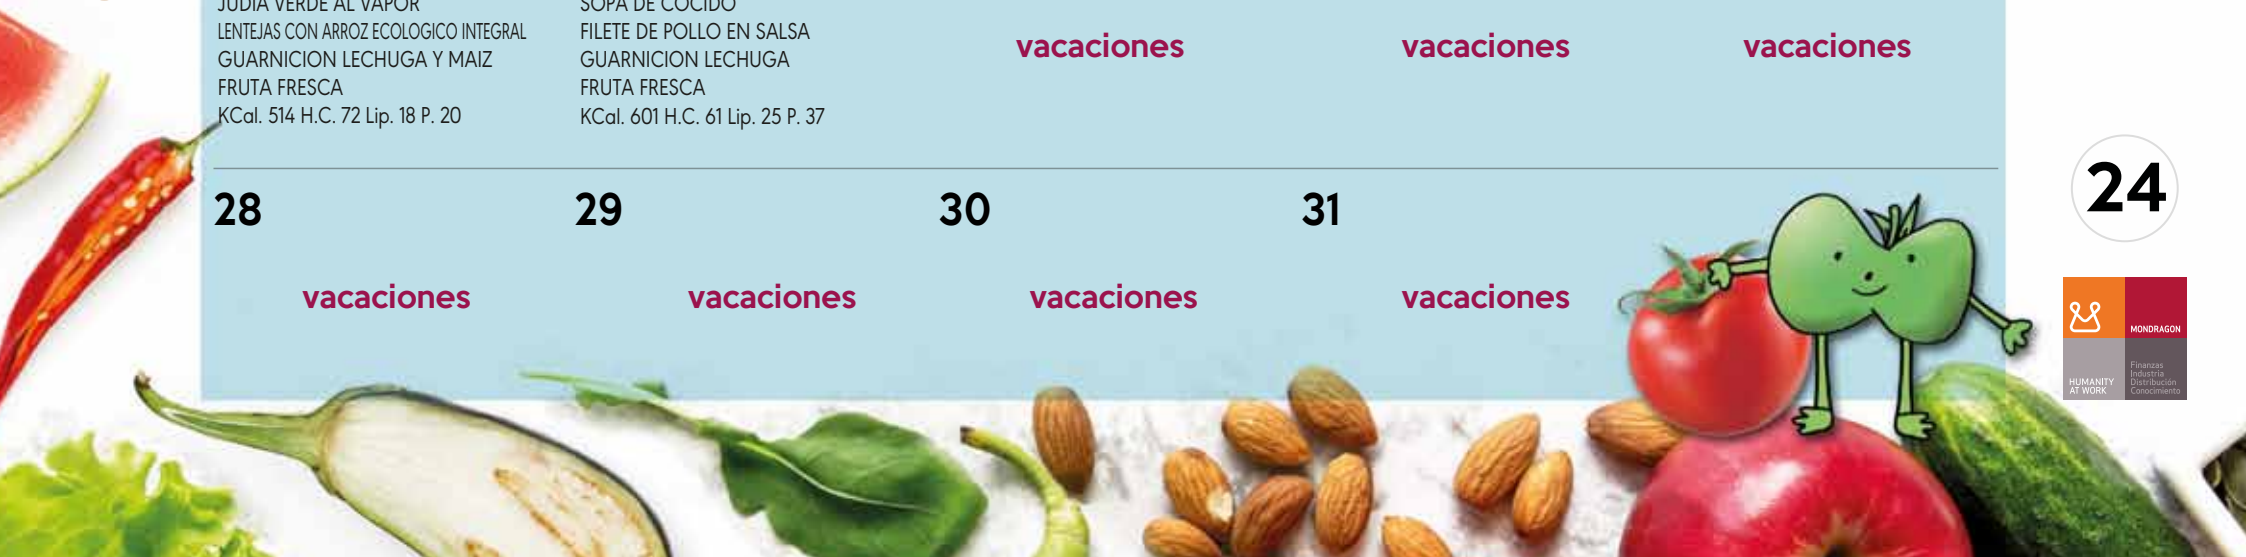 JUDIA VERDE AL VAPOR
LENTEJAS CON ARROZ ECOLOGICO INTEGRAL
GUARNICION LECHUGA Y MAIZ
FRUTA FRESCA
KCal. 514 H.C. 72 Lip. 18 P. 20
SOPA DE COCIDO
FILETE DE POLLO EN SALSA
GUARNICION LECHUGA
FRUTA FRESCA
KCal. 601 H.C. 61 Lip. 25 P. 37
vacaciones
vacaciones
vacaciones
28
vacaciones
29
vacaciones
30
vacaciones
31
vacaciones
24
MONDRAGON
HUMANITY
AT WORK
Finanzas
Industria
Distribución
Conocimiento